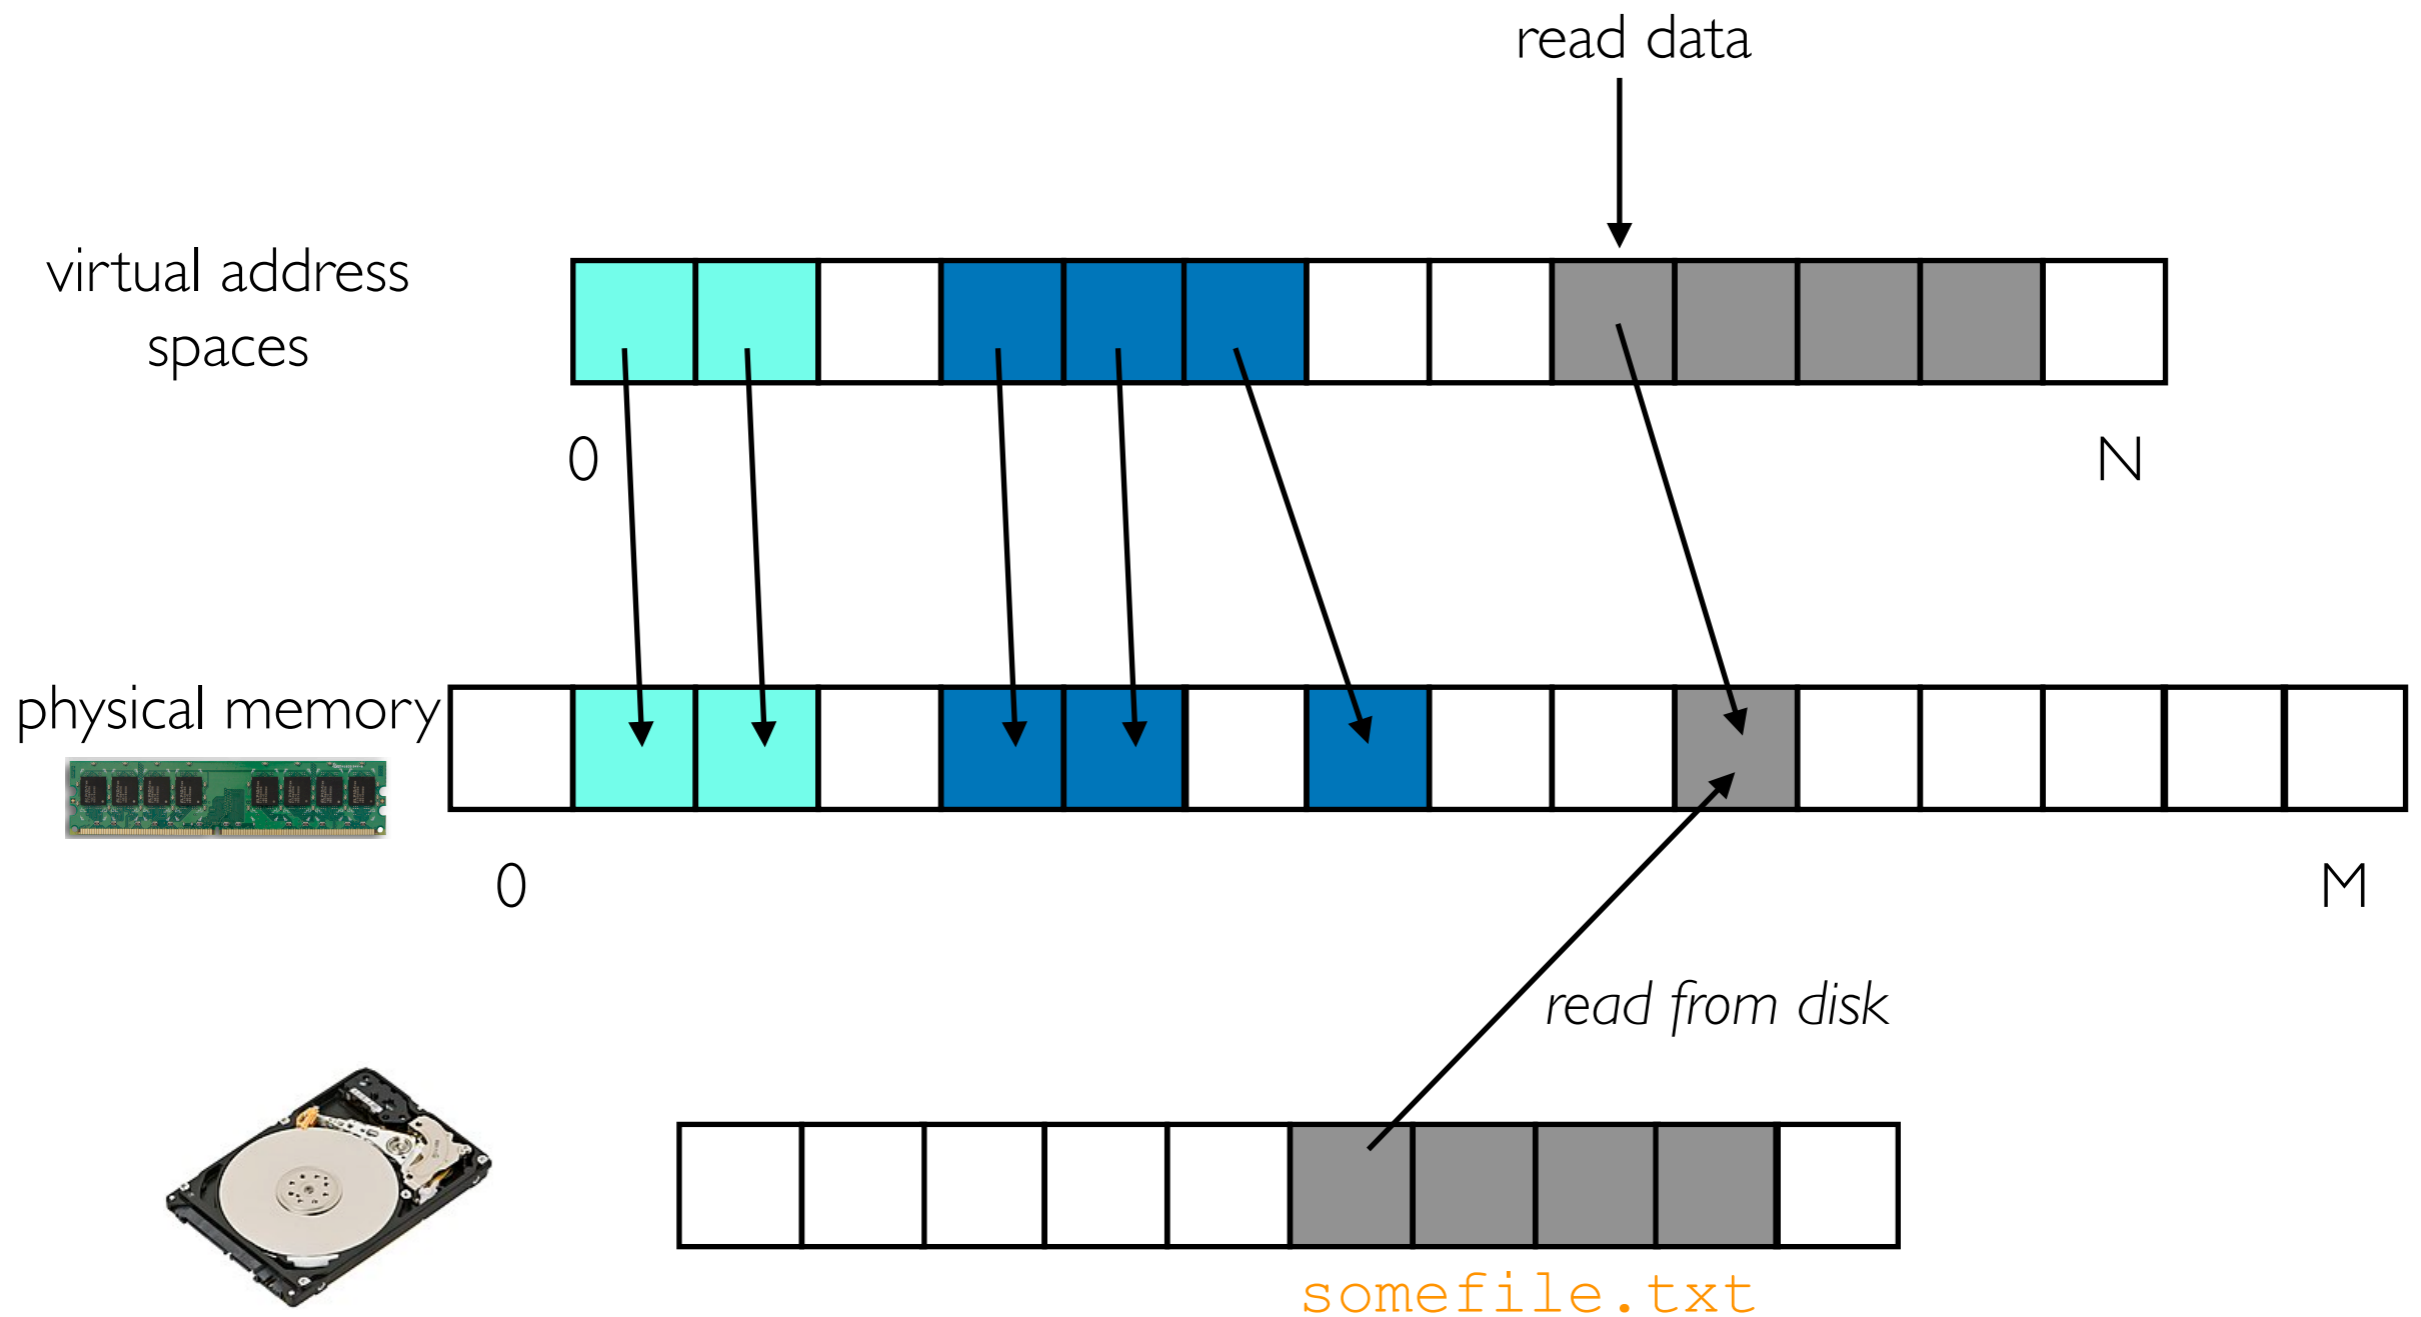 read data
virtual address
spaces
0
N
physical memory
0
M
read from disk
somefile.txt